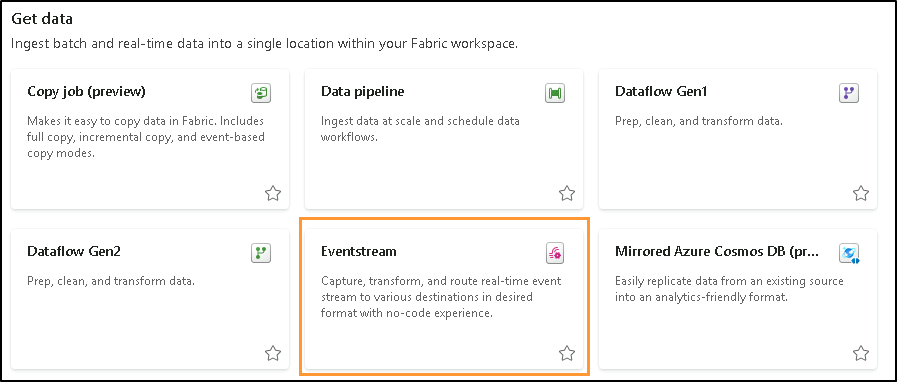 Get data
Ingest batch and real-time data into a single location within your Fabric workspace.
Copy job (preview)
Makes it easy to copy data in Fabric. Includes
full copy, incremental copy, and event-based
copy modes.
Data pipeline
Ingest data at scale and schedule data
workflows.
Dataflow Gen1
Prep, clean, and transform data.
Dataflow Gen2
Prep, clean, and transform data.
Eventstream
Capture, transform, and route real-time event
stream to various destinations in desired
format with no-code experience.
Mirrored Azure Cosmos DB (pr...
Easily replicate data from an existing source
into an analytics-friendly format.